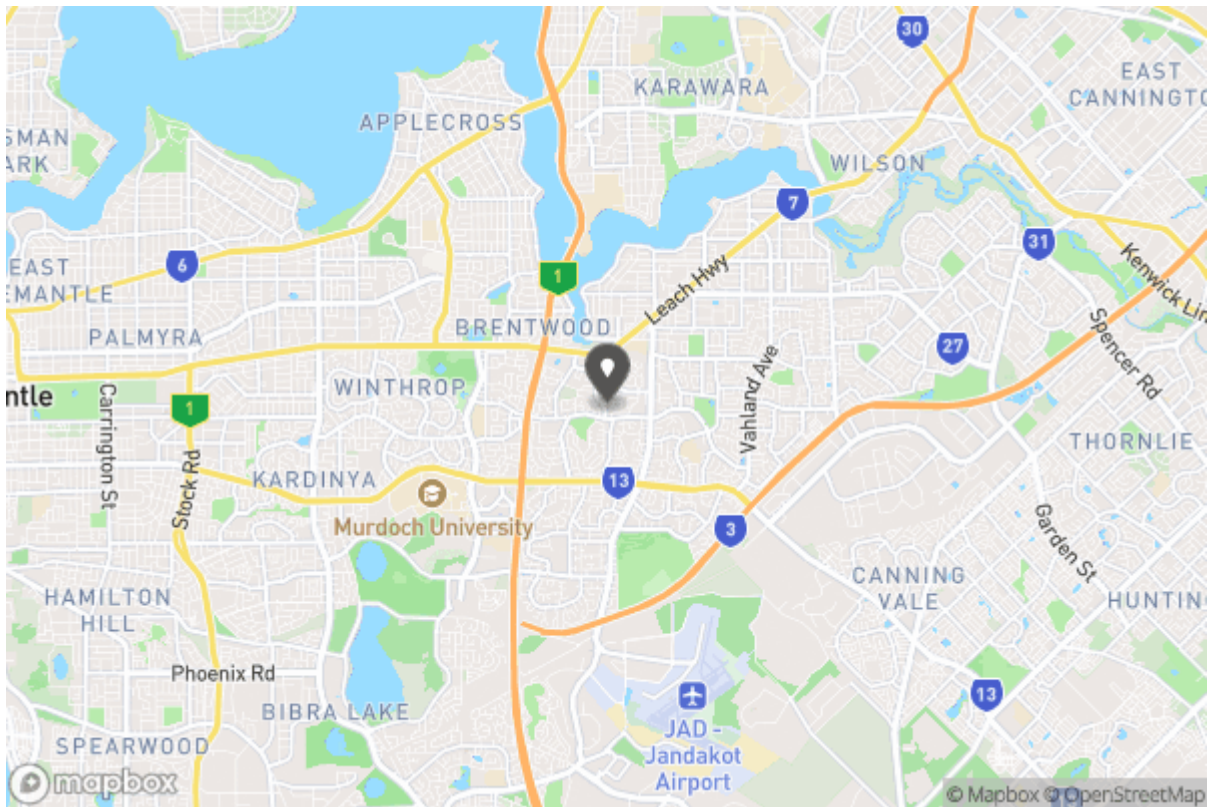 30
EAST
CANNINGTO
KARAWARA
APPLECROSS
SMAN
ARK
WILSON
7
31
6
EAST
EMANTLE
1
Leach Hwy
Kenwick Lin
BRENTWOOD
PALMYRA
27
Spencer Rd
WINTHROP
Vahland Ave
ntle
1
Carrington St
THORNLIE
KARDINYA
13
Stock Rd
Murdoch University
3
Garden St
CANNING
VALE
HAMILTON
HILL
HUNTING
Phoenix Rd
13
BIBRA LAKE
JAD -
Jandakot
Airport
SPEARWOOD
mapbox
© Mapbox © OpenStreetMap